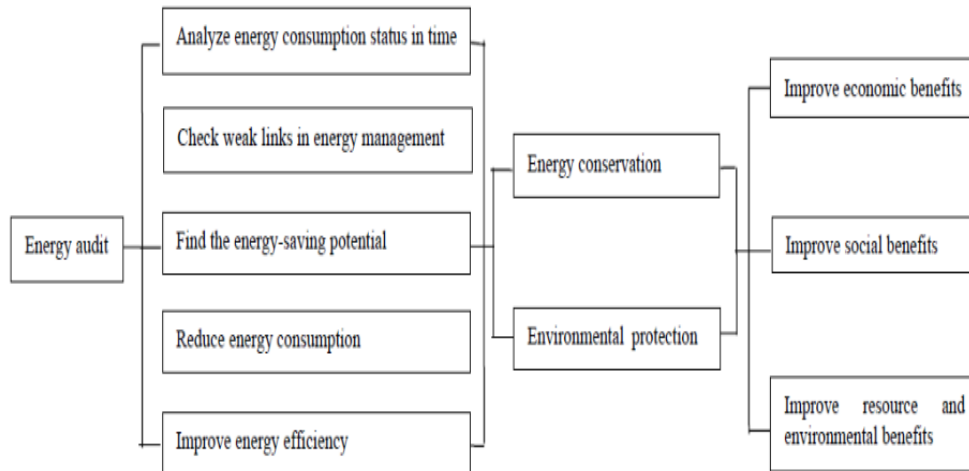 Analyze energy consumption status in time
Check weak links in energy management
Energy audit
Find the energy-saving potential
Reduce energy consumption
Improve energy efficiency
Energy conservation
Environmental protection
Improve economic benefits
Improve social benefits
Improve resource and
environmental benefits